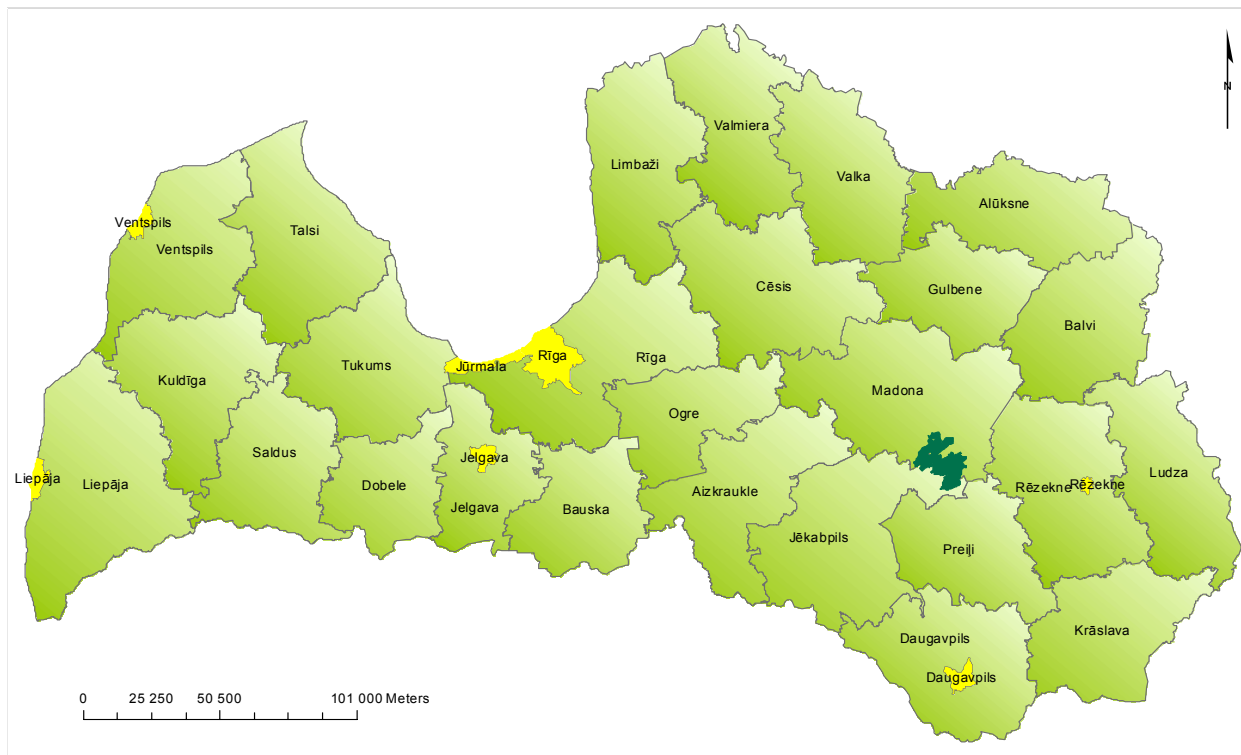 N
Valmiera
Limbaži
Valka
Alūksne
Ventspils
Talsi
Ventspils
Cēsis
Gulbene
Balvi
Rīga
Rīga
Jūrmala
Tukums
Kuldīga
Madona
Ogre
Saldus
Jelgava
Ludza
Liepāja
Liepāja
Dobele
Rēzekne
Rēzekne
Aizkraukle
Jelgava
Bauska
Jēkabpils
Preiļi
Krāslava
Daugavpils
Daugavpils
0 25 250 50 500 101 000 Meters